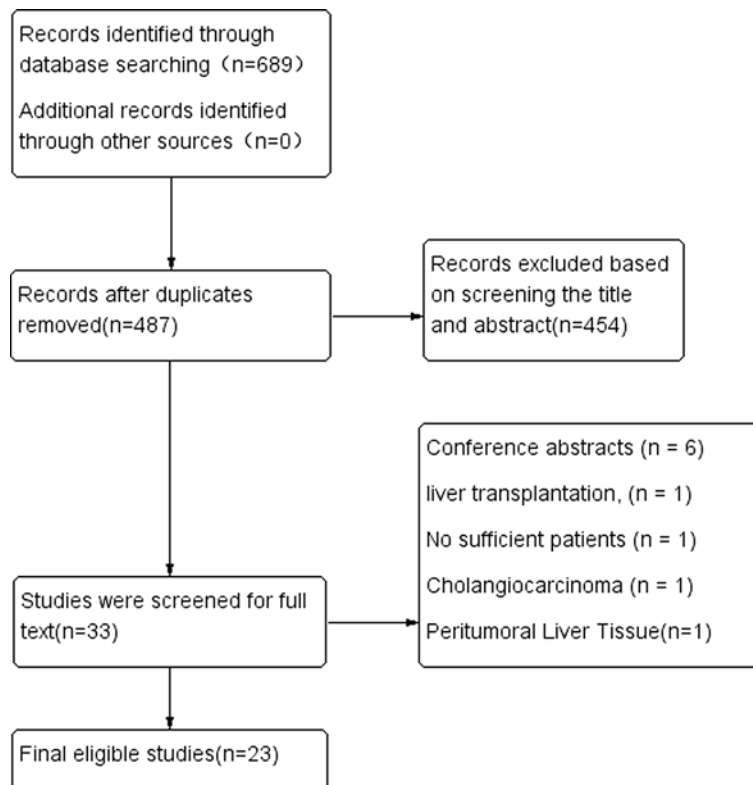 Records identified through
database searching（n=689）
Additional records identified
through other sources（n=0）
Records after duplicates
removed(n=487)
Records excluded based
on screening the title
and abstract(n=454)
Conference abstracts (n = 6)
liver transplantation, (n = 1)
No sufficient patients (n = 1)
Cholangiocarcinoma (n = 1)
Peritumoral Liver Tissue(n=1)
Studies were screened for full
text(n=33)
Final eligible studies(n=23)